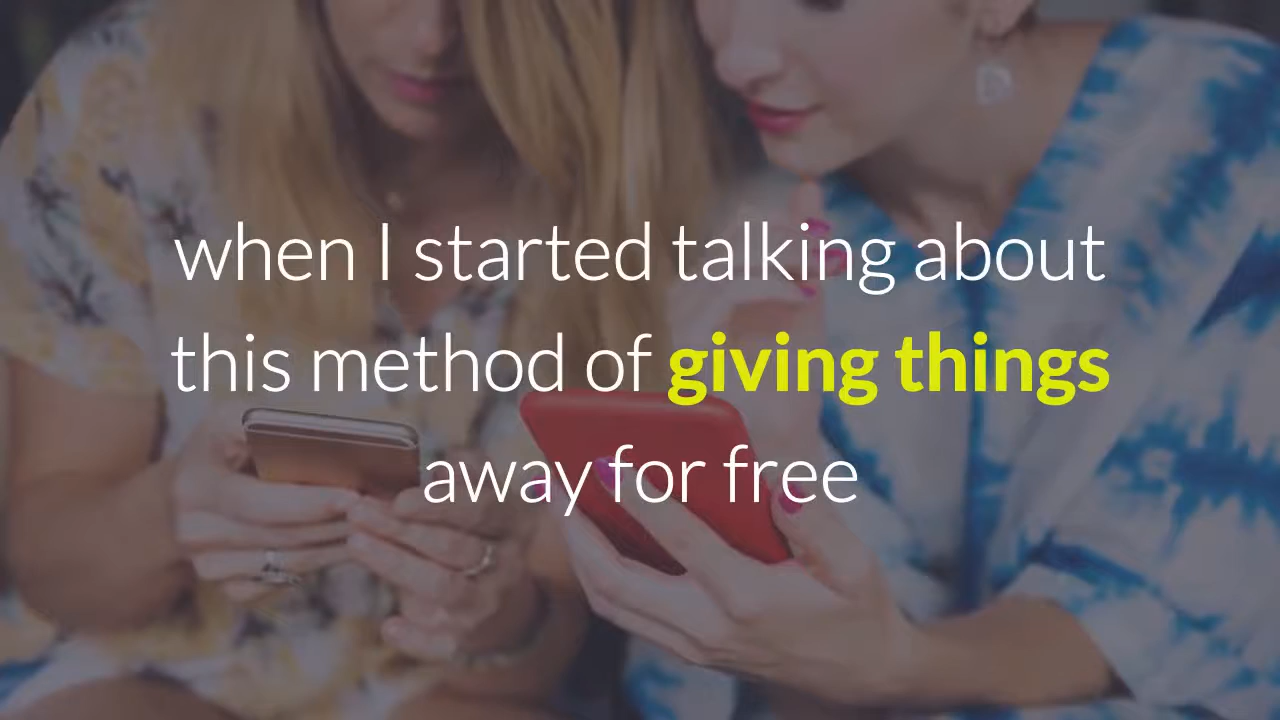 when I started talking about
this method of giving things
away for free